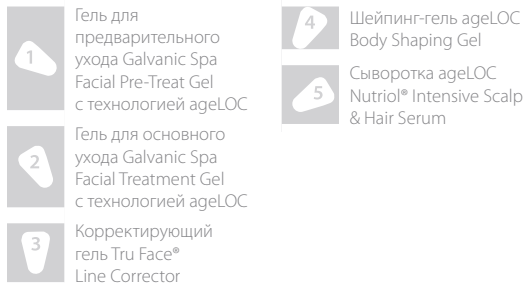 1
Гель для
предварительного
ухода Galvanic Spa
Facial Pre-Treat Gel
с технологией ageLOC
2
Гель для основного
ухода Galvanic Spa
Facial Treatment Gel
с технологией ageLOC
3
Корректирующий
гель Tru Face®
Line Corrector
4
Шейпинг-гель ageLOC
Body Shaping Gel
5
Сыворотка ageLOC
Nutriol® Intensive Scalp
& Hair Serum